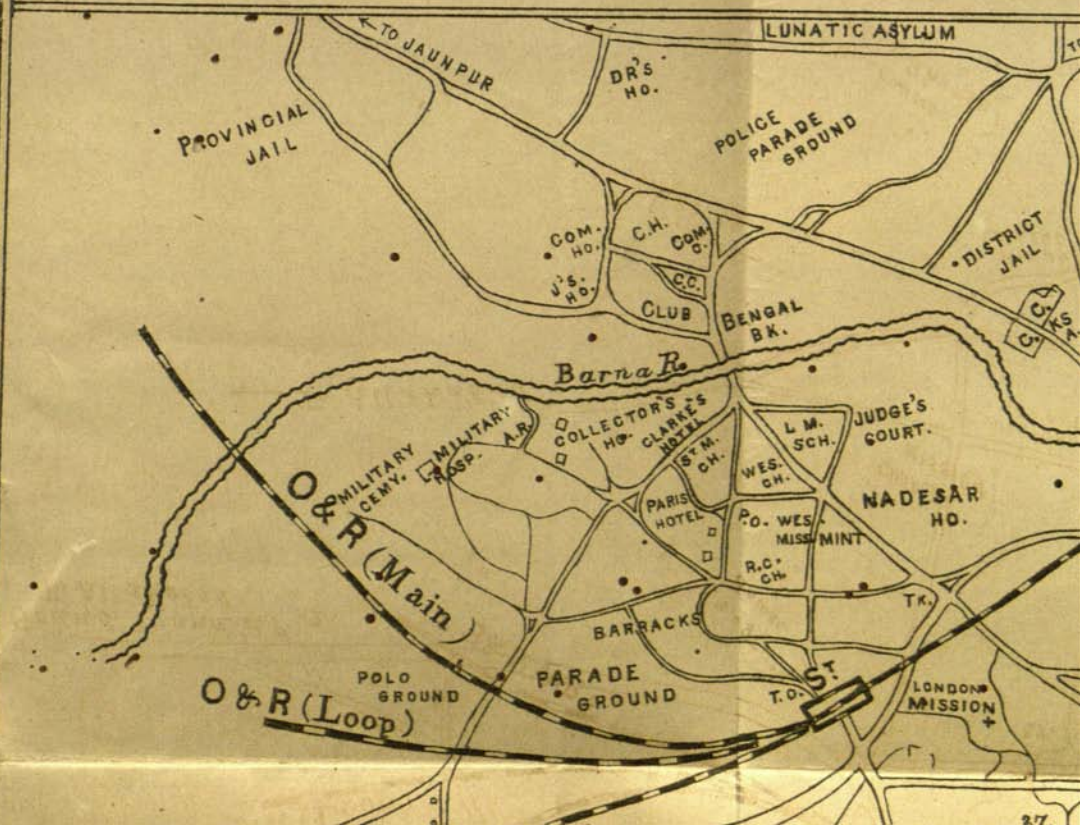 LUNATIC ASYLUM
← TO JAUNPUR
DR'S
HO.
PROVINCIAL
JAIL
POLICE
PARADE
GROUND
COM.
HO.
C.H.
COM.
O.
J'S.
HO.
C.C.
CLUB
BENGAL
BK.
DISTRICT
JAIL
Barna R.
MILITARY
HOSP.
A.R.
COLLECTOR'S
HO.
CLARKE'S
HOTEL
ST M.
CH.
L M.
SCH.
JUDGE'S
COURT.
MILITARY
CEMY.
WES.
CH.
PARIS
HOTEL
P.O.
WES.
MISS
MINT
NADESAR
HO.
O & R (Main)
R.C.
CH.
TK.
BARRACKS
POLO
GROUND
PARADE
GROUND
ST.
T.O.
LONDON
MISSION
O & R (Loop)
37